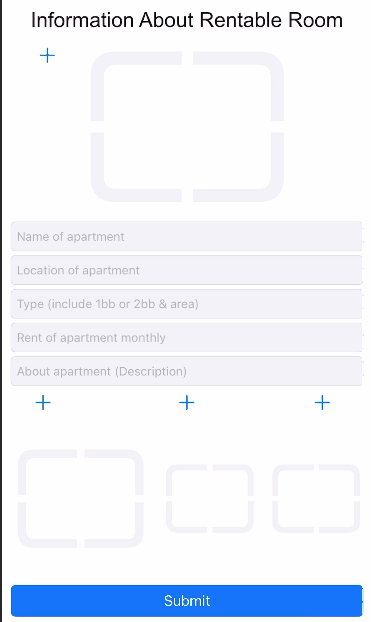 Information About Rentable Room
Name of apartment
Location of apartment
Type (include 1bb or 2bb & area)
Rent of apartment monthly
About apartment (Description)
Submit